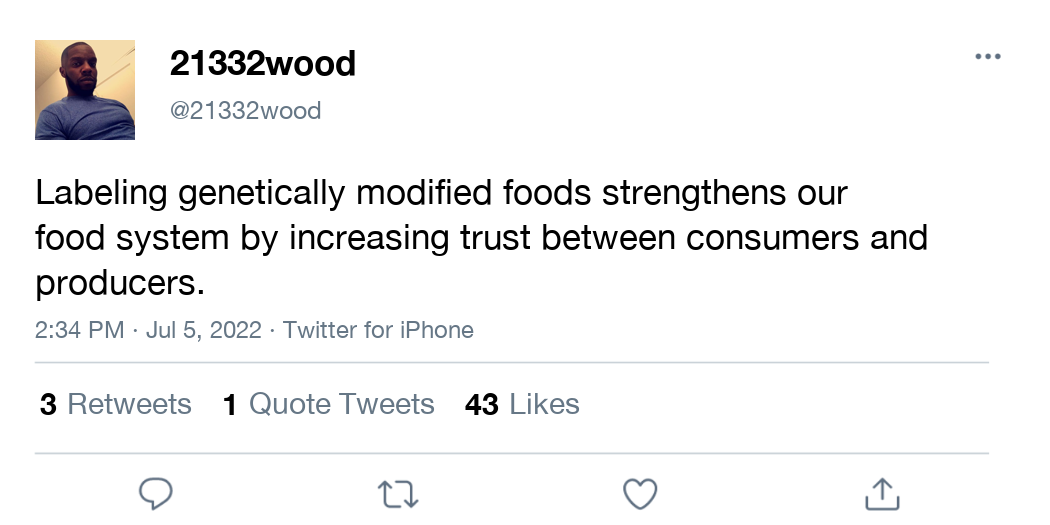 21332wood
@21332wood
Labeling genetically modified foods strengthens our
food system by increasing trust between consumers and
producers.
2:34 PM · Jul 5, 2022 · Twitter for iPhone
3 Retweets 1 Quote Tweets 43 Likes